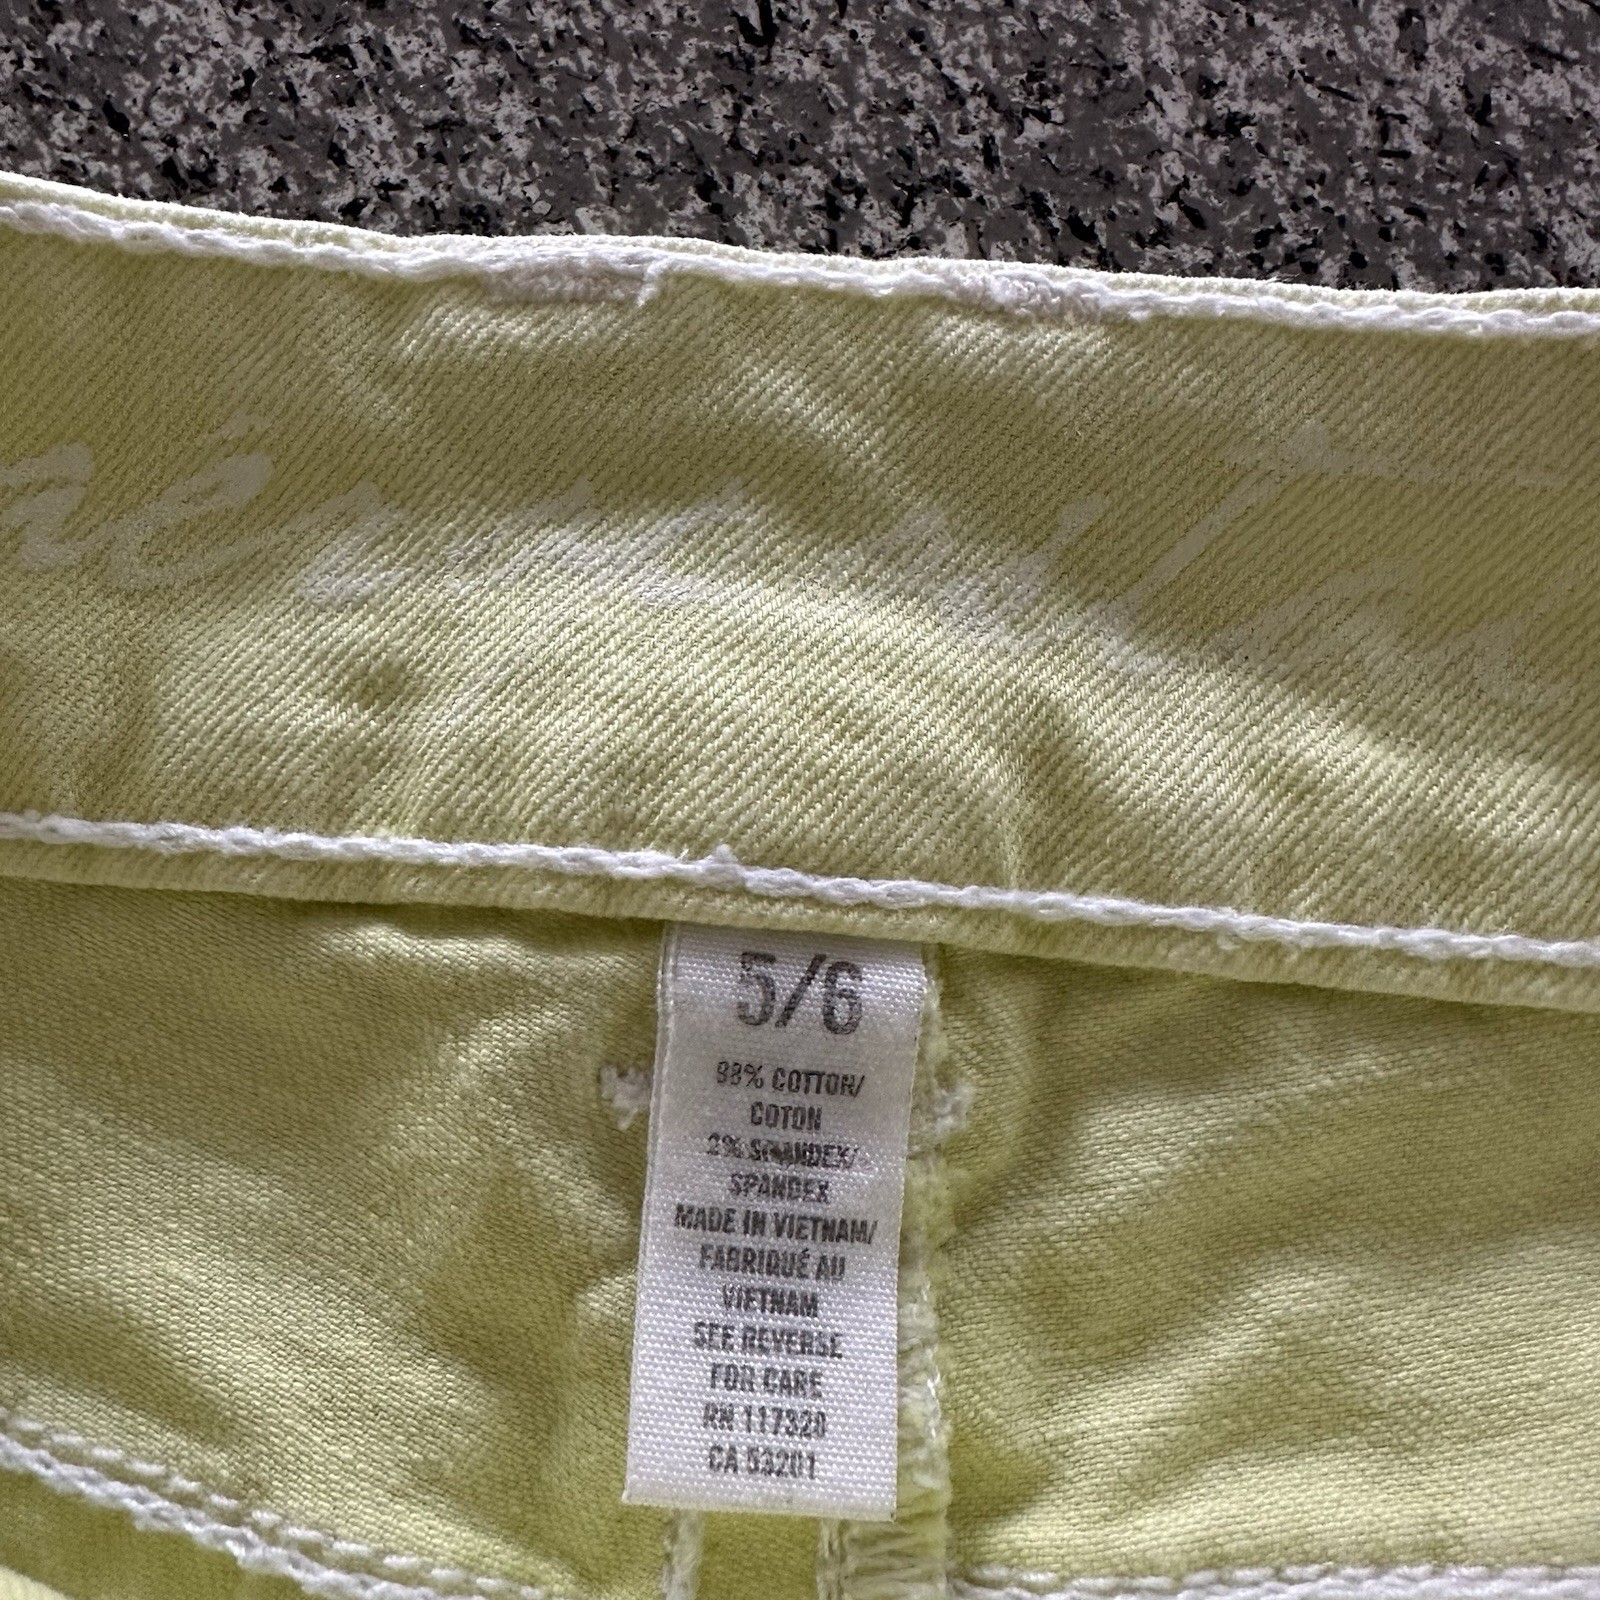 5/6
98% COTTON/
COTON
2% SPANDEX/
SPANDEX
MADE IN VIETNAM/
FABRIQUÉ AU
VIETNAM
SEE REVERSE
FOR CARE
RN 117320
CA 53201